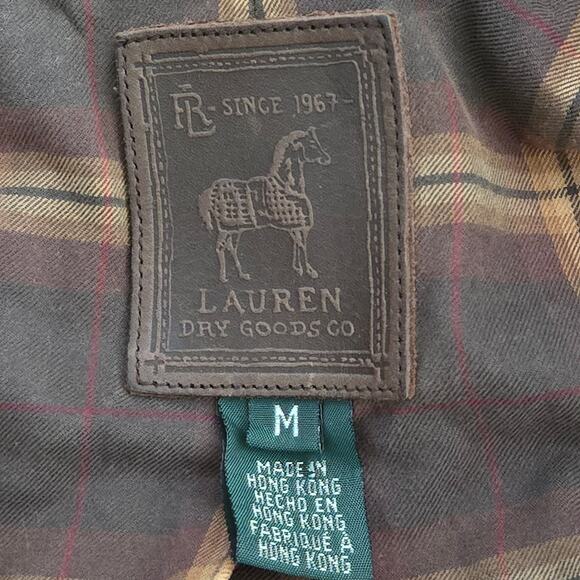 RL - SINCE 1967 -
LAUREN
DRY GOODS CO
M
MADE IN
HONG KONG
HECHO EN
HONG KONG
FABRIQUÉ À
HONG KONG